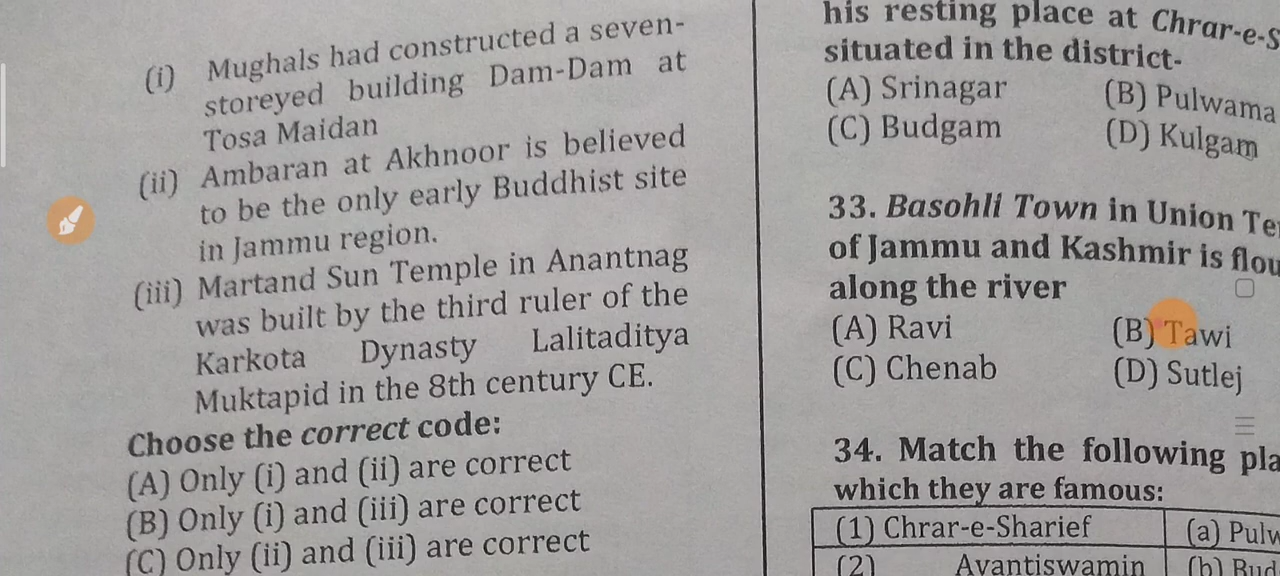 (i) Mughals had constructed a seven-
storeyed building Dam-Dam at
Tosa Maidan
(ii) Ambaran at Akhnoor is believed
to be the only early Buddhist site
in Jammu region.
(iii) Martand Sun Temple in Anantnag
was built by the third ruler of the
Karkota Dynasty Lalitaditya
Muktapid in the 8th century CE.
Choose the correct code:
(A) Only (i) and (ii) are correct
(B) Only (i) and (iii) are correct
(C) Only (ii) and (iii) are correct
his resting place at Chrar-e-S
situated in the district-
(A) Srinagar (B) Pulwama
(C) Budgam (D) Kulgam
33. Basohli Town in Union Te
of Jammu and Kashmir is flou
along the river
(A) Ravi (B) Tawi
(C) Chenab (D) Sutlej
34. Match the following pla
which they are famous:
(1) Chrar-e-Sharief (a) Pulw
(2) Avantiswamin (b) Bud